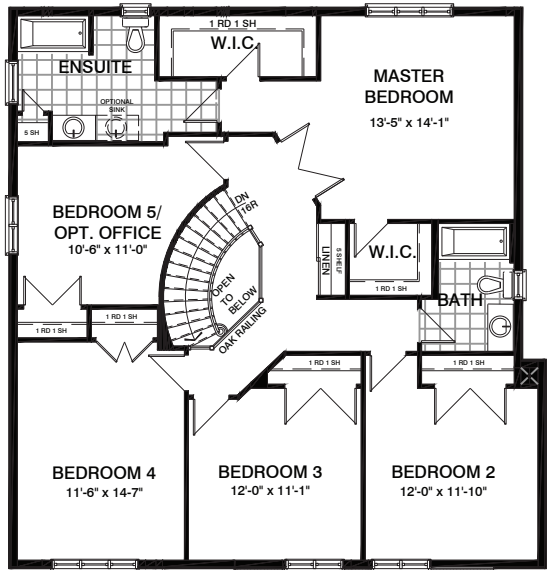 1 RD 1 SH
W.I.C.
ENSUITE
OPTIONAL
SINK
5 SH
MASTER
BEDROOM
13'-5" x 14'-1"
DN
16R
BEDROOM 5/
OPT. OFFICE
10'-6" x 11'-0"
OPEN
TO
BELOW
OAK RAILING
LINEN
5 SHELF
W.I.C.
1 RD 1 SH
BATH
1 RD 1 SH
1 RD 1 SH
1 RD 1 SH
1 RD 1 SH
BEDROOM 4
11'-6" x 14-7"
BEDROOM 3
12'-0" x 11'-1"
BEDROOM 2
12'-0" x 11'-10"